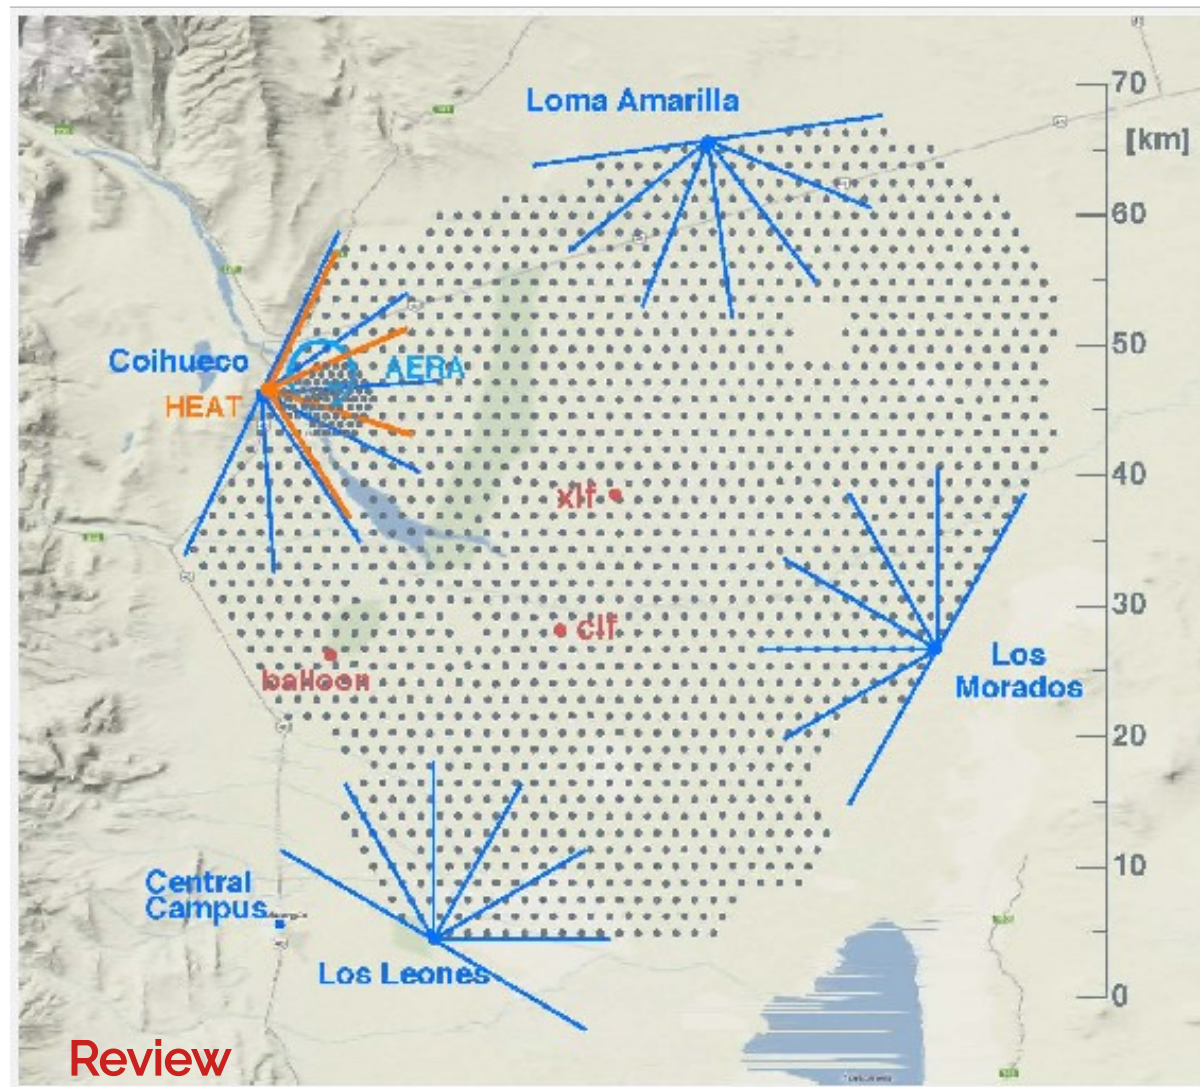 70
Loma Amarilla
[km]
60
50
Coihueco
AERA
HEAT
40
xlf
30
clf
balloon
Los
Morados
20
10
Central
Campus
Los Leones
0
Review